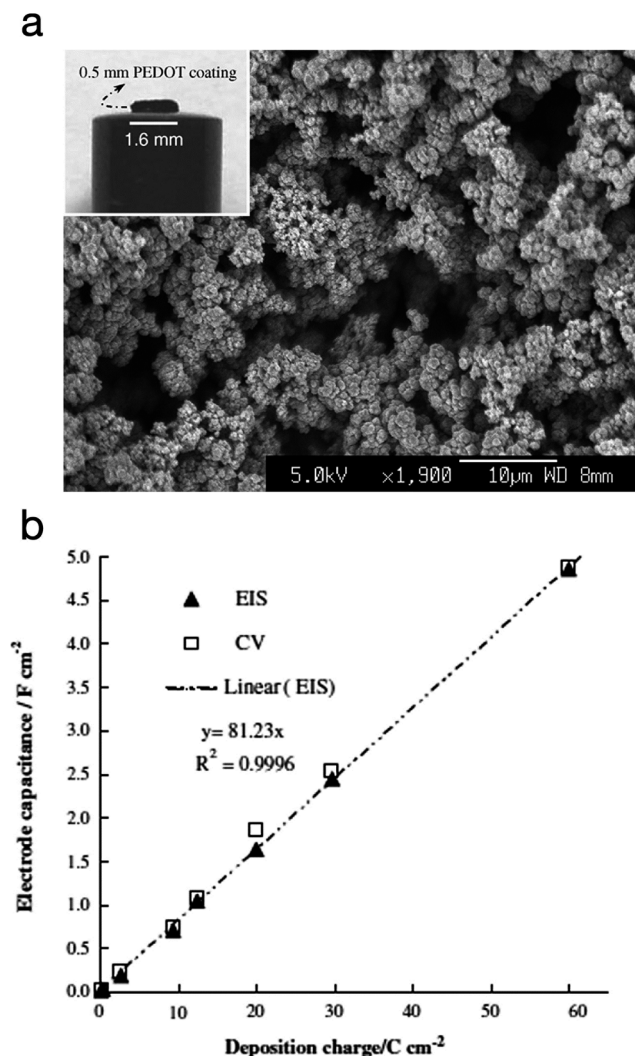 a
0.5 mm PEDOT coating
1.6 mm
5.0kV ×1,900 10µm WD 8mm
b
5.0
4.5
4.0
3.5
3.0
2.5
2.0
1.5
1.0
0.5
0.0
Electrode capacitance / F cm⁻²
EIS
CV
Linear( EIS)
y= 81.23x
R² = 0.9996
0 10 20 30 40 50 60
Deposition charge/C cm⁻²